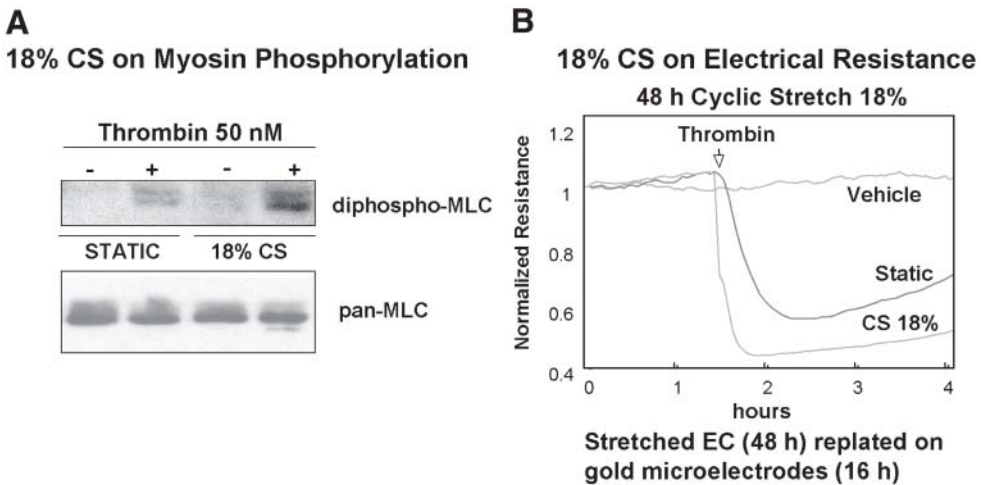 A
18% CS on Myosin Phosphorylation
Thrombin 50 nM
- + - +
diphospho-MLC
STATIC 18% CS
pan-MLC
B
18% CS on Electrical Resistance
48 h Cyclic Stretch 18%
Normalized Resistance
1.2
1
0.8
0.6
0.4
Thrombin
Vehicle
Static
CS 18%
0 1 2 3 4
hours
Stretched EC (48 h) replated on
gold microelectrodes (16 h)